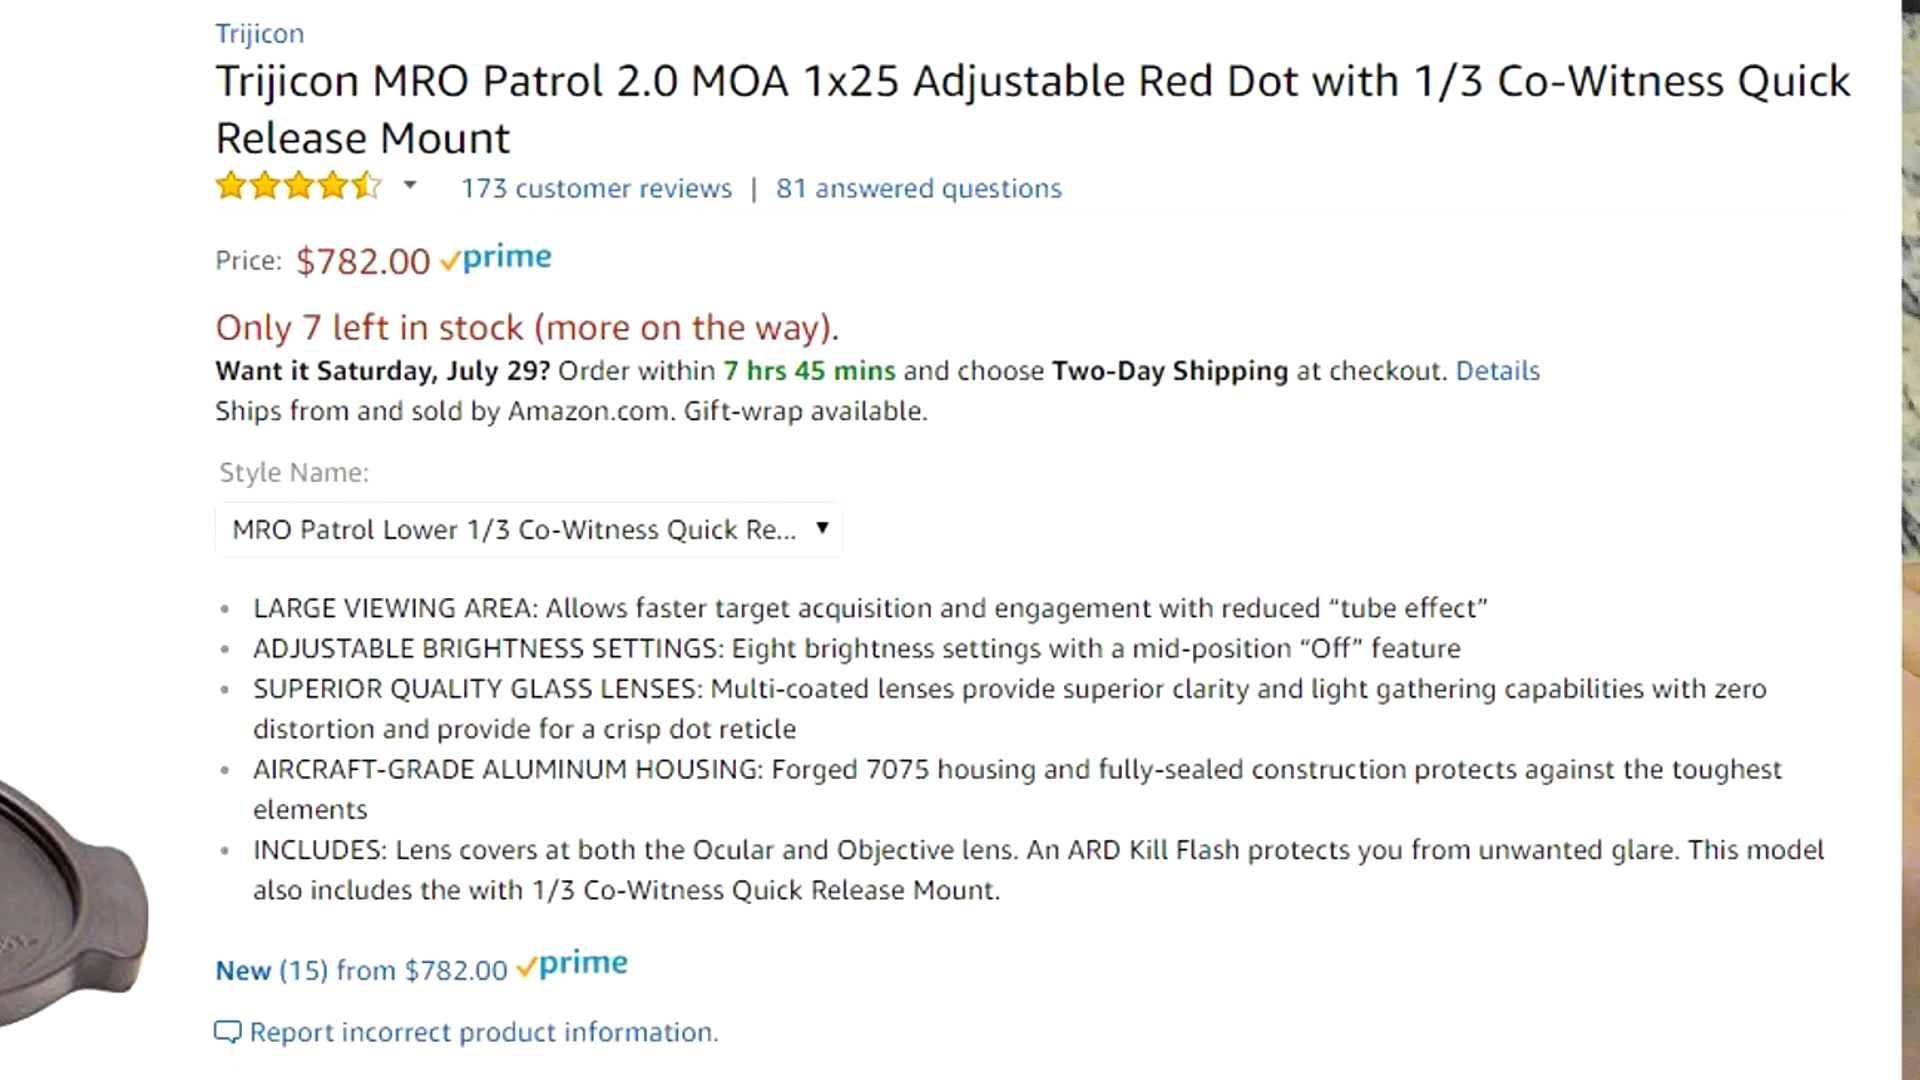 Trijicon
Trijicon MRO Patrol 2.0 MOA 1x25 Adjustable Red Dot with 1/3 Co-Witness Quick
Release Mount
173 customer reviews | 81 answered questions
Price: $782.00 prime
Only 7 left in stock (more on the way).
Want it Saturday, July 29? Order within 7 hrs 45 mins and choose Two-Day Shipping at checkout. Details
Ships from and sold by Amazon.com. Gift-wrap available.
Style Name:
MRO Patrol Lower 1/3 Co-Witness Quick Re...
• LARGE VIEWING AREA: Allows faster target acquisition and engagement with reduced “tube effect”
• ADJUSTABLE BRIGHTNESS SETTINGS: Eight brightness settings with a mid-position “Off” feature
• SUPERIOR QUALITY GLASS LENSES: Multi-coated lenses provide superior clarity and light gathering capabilities with zero
distortion and provide for a crisp dot reticle
• AIRCRAFT-GRADE ALUMINUM HOUSING: Forged 7075 housing and fully-sealed construction protects against the toughest
elements
• INCLUDES: Lens covers at both the Ocular and Objective lens. An ARD Kill Flash protects you from unwanted glare. This model
also includes the with 1/3 Co-Witness Quick Release Mount.
New (15) from $782.00 prime
Report incorrect product information.